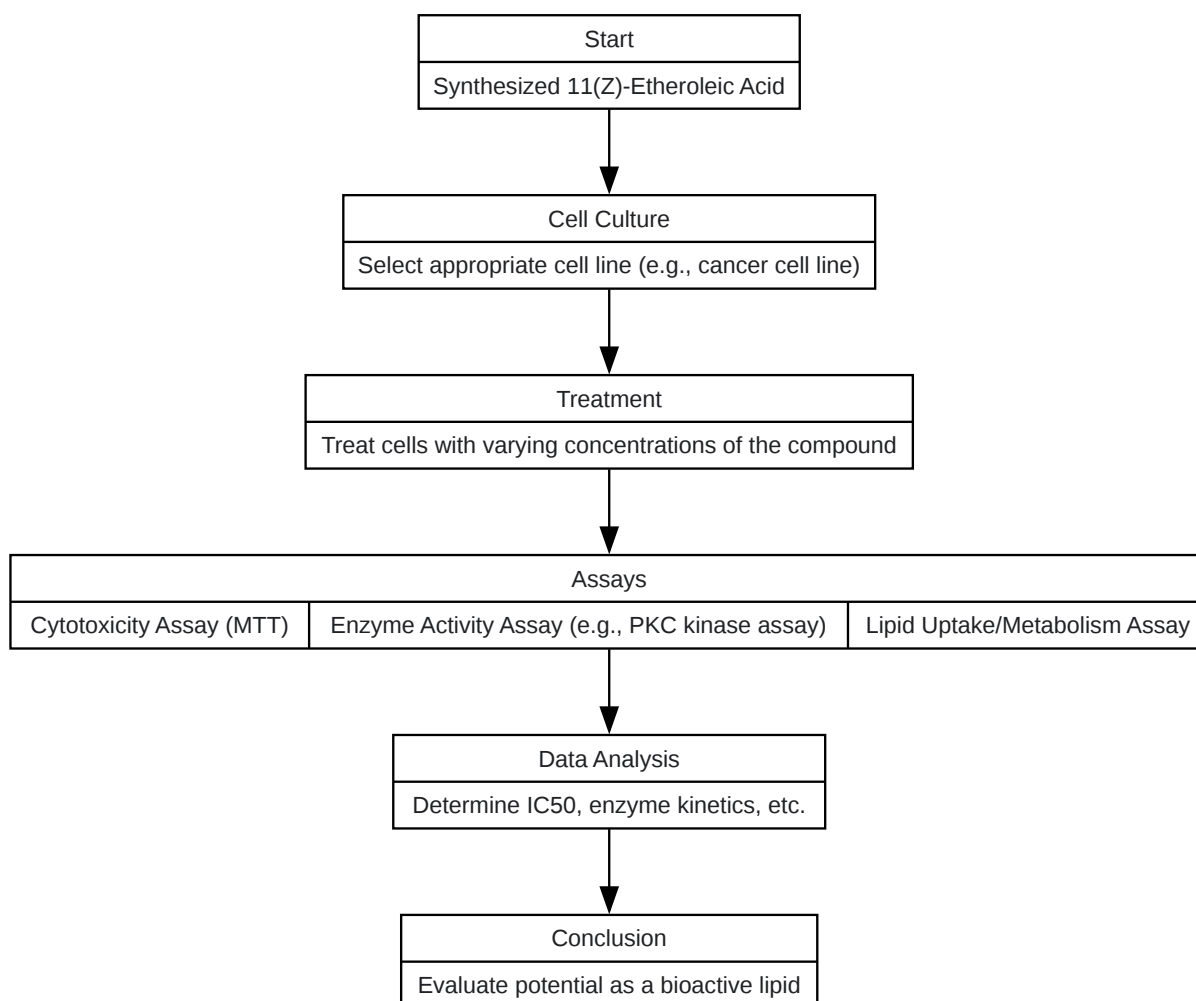 Start
Synthesized 11(Z)-Etheroleic Acid
Cell Culture
Select appropriate cell line (e.g., cancer cell line)
Treatment
Treat cells with varying concentrations of the compound
Assays
Cytotoxicity Assay (MTT)
Enzyme Activity Assay (e.g., PKC kinase assay)
Lipid Uptake/Metabolism Assay
Data Analysis
Determine IC50, enzyme kinetics, etc.
Conclusion
Evaluate potential as a bioactive lipid